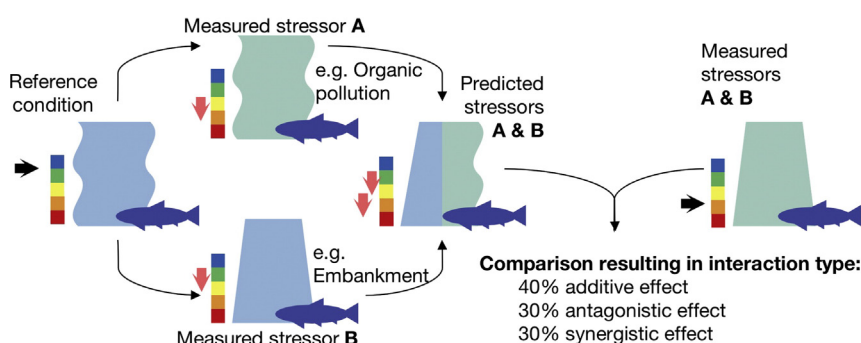 Measured stressor A
Reference
condition
e.g. Organic
pollution
Predicted
stressors
A & B
Measured
stressors
A & B
e.g.
Embankment
Measured stressor B
Comparison resulting in interaction type:
40% additive effect
30% antagonistic effect
30% synergistic effect